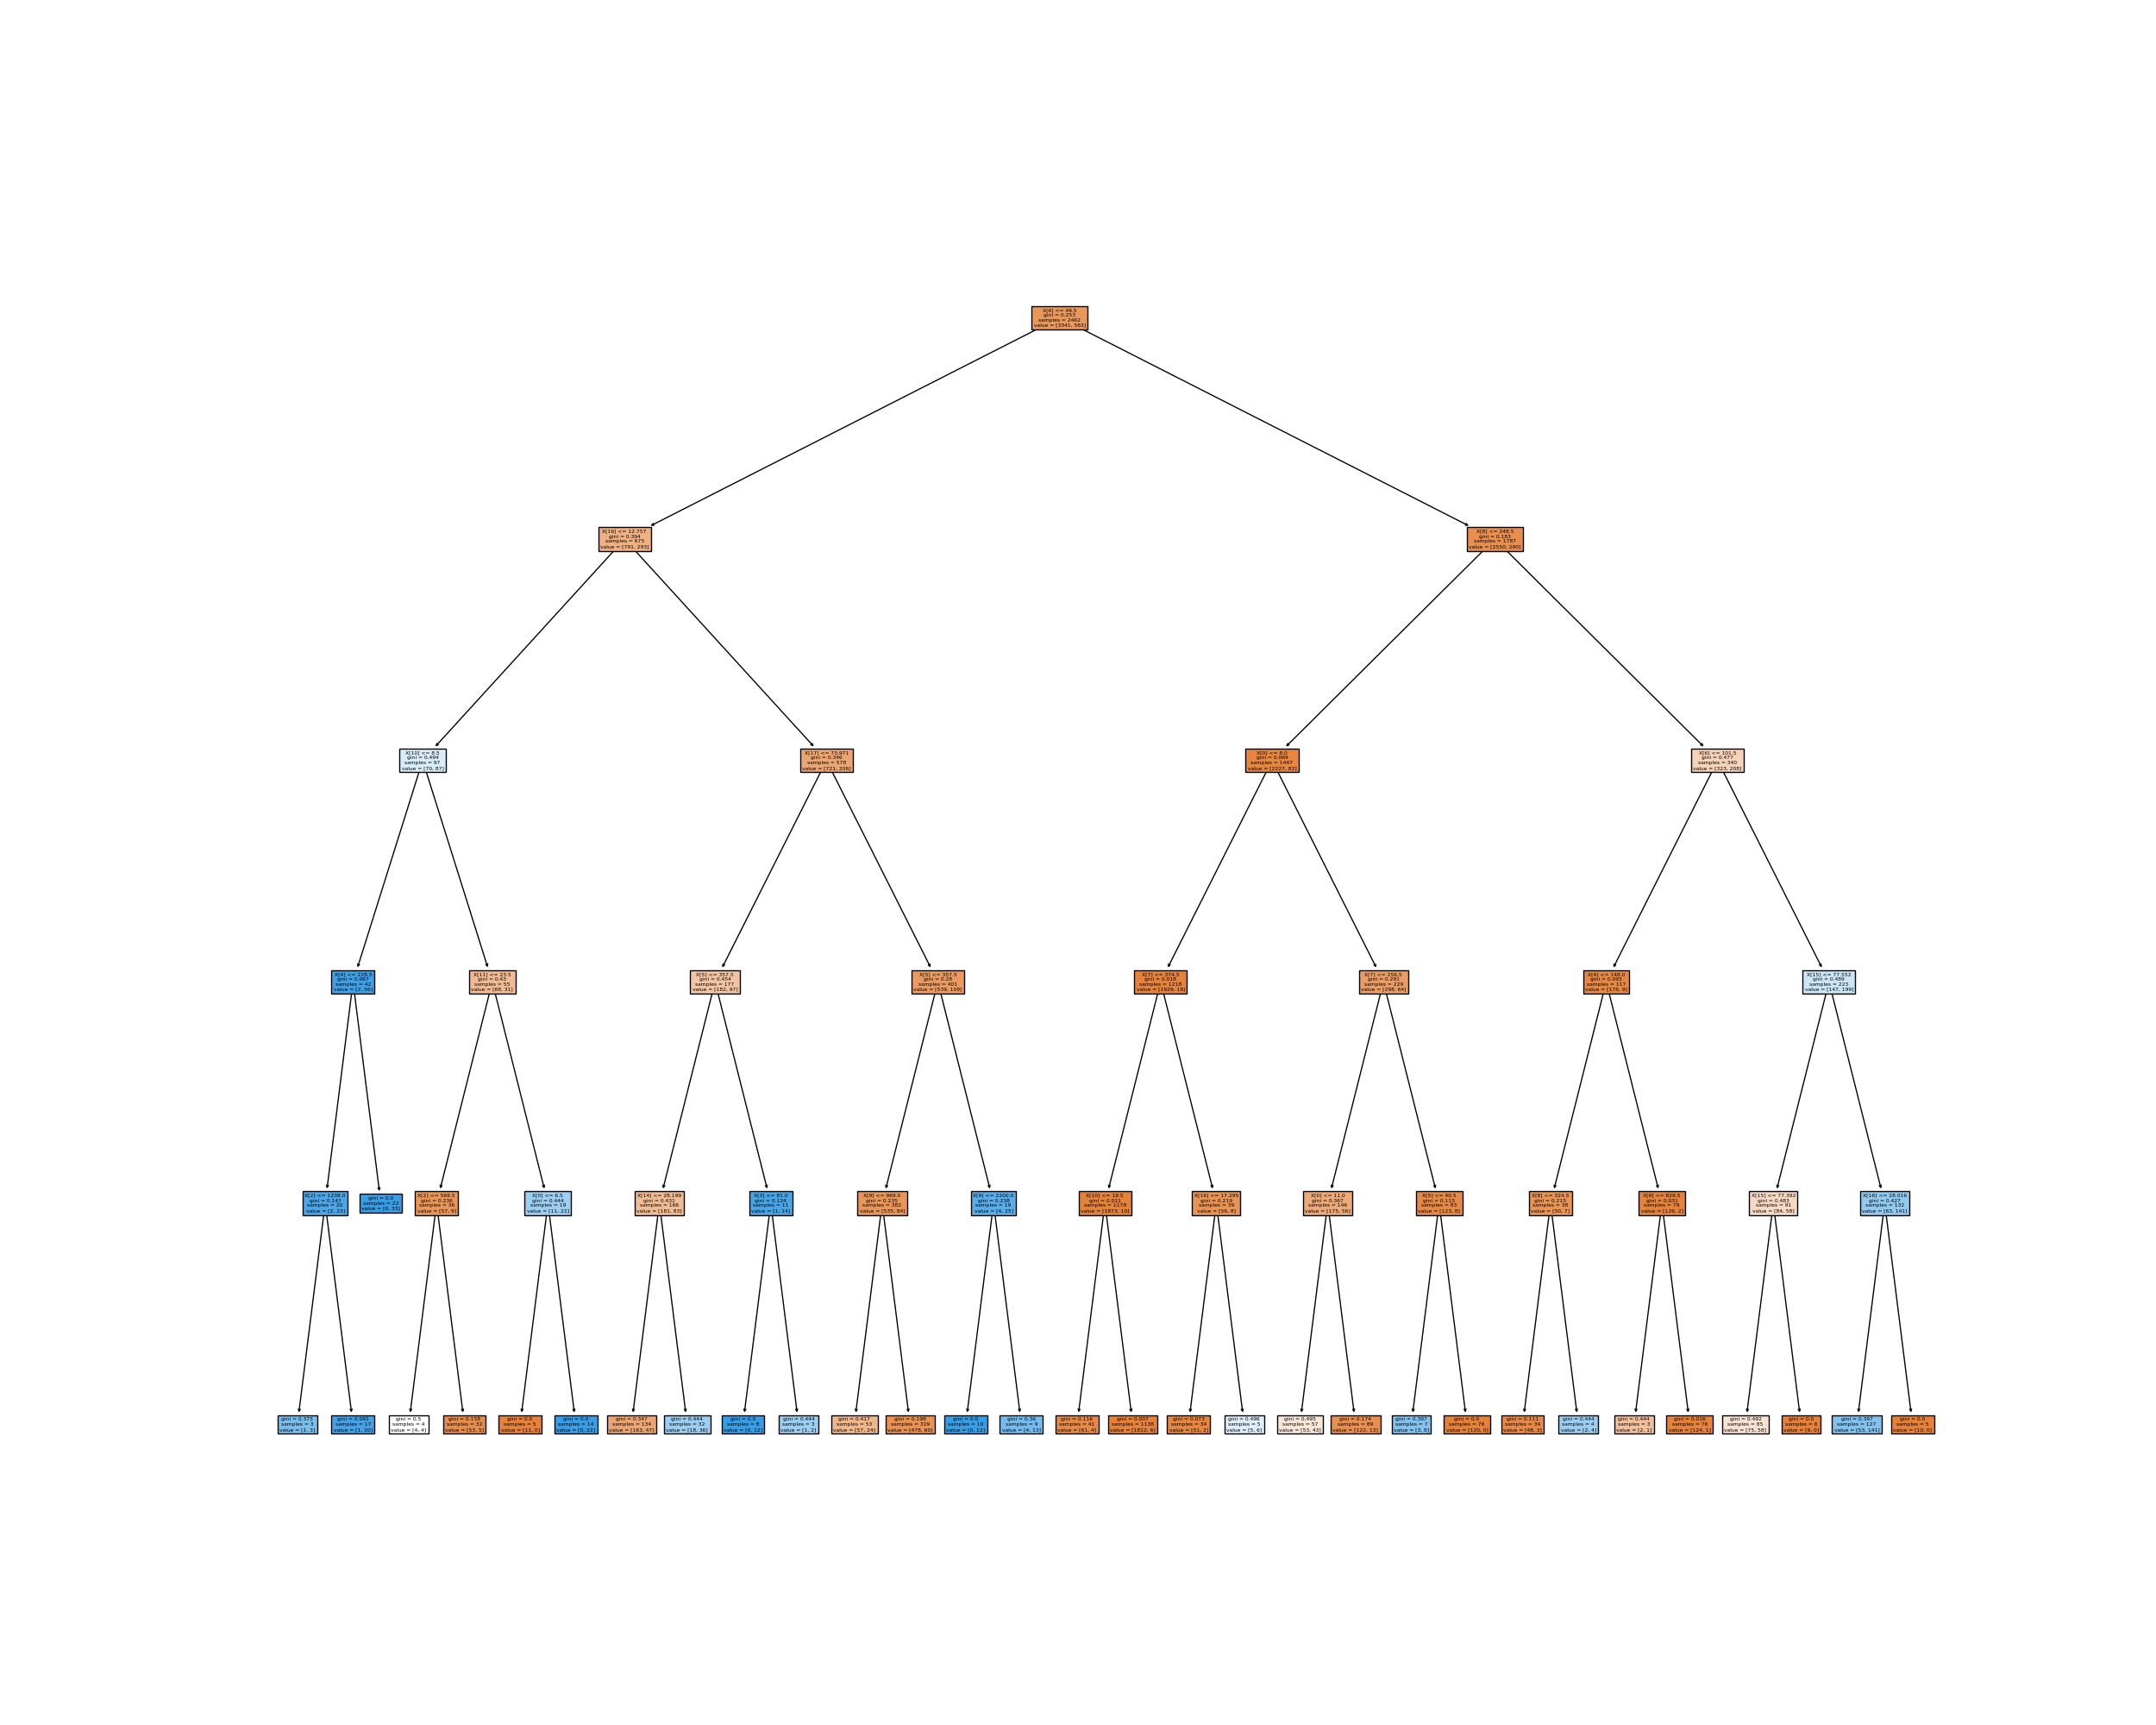 X[6] <= 49.5
gini = 0.253
samples = 2462
value = [3341, 583]
X[16] <= 12.757
gini = 0.394
samples = 675
value = [791, 293]
X[8] <= 248.5
gini = 0.183
samples = 1787
value = [2550, 290]
X[10] <= 8.5
gini = 0.494
samples = 97
value = [70, 87]
X[17] <= 73.971
gini = 0.346
samples = 578
value = [721, 206]
X[0] <= 8.0
gini = 0.069
samples = 1447
value = [2227, 82]
X[6] <= 101.5
gini = 0.477
samples = 340
value = [323, 208]
X[4] <= 229.5
gini = 0.067
samples = 42
value = [2, 56]
X[11] <= 23.5
gini = 0.43
samples = 55
value = [68, 31]
X[5] <= 357.5
gini = 0.454
samples = 177
value = [182, 97]
X[5] <= 357.5
gini = 0.28
samples = 401
value = [539, 109]
X[7] <= 374.5
gini = 0.018
samples = 1218
value = [1929, 18]
X[7] <= 256.5
gini = 0.291
samples = 229
value = [298, 64]
X[4] <= 148.0
gini = 0.093
samples = 117
value = [176, 9]
X[15] <= 77.552
gini = 0.489
samples = 223
value = [147, 199]
X[2] <= 1238.0
gini = 0.147
samples = 20
value = [2, 23]
gini = 0.0
samples = 22
value = [0, 33]
X[2] <= 569.5
gini = 0.236
samples = 36
value = [57, 9]
X[0] <= 6.5
gini = 0.444
samples = 19
value = [11, 22]
X[14] <= 28.199
gini = 0.431
samples = 166
value = [181, 83]
X[3] <= 81.0
gini = 0.124
samples = 11
value = [1, 14]
X[9] <= 969.0
gini = 0.235
samples = 382
value = [535, 84]
X[9] <= 2200.0
gini = 0.238
samples = 19
value = [4, 25]
X[10] <= 19.5
gini = 0.011
samples = 1179
value = [1873, 10]
X[16] <= 17.295
gini = 0.219
samples = 39
value = [56, 8]
X[0] <= 11.0
gini = 0.367
samples = 146
value = [175, 56]
X[5] <= 40.5
gini = 0.115
samples = 83
value = [123, 8]
X[8] <= 324.5
gini = 0.215
samples = 38
value = [50, 7]
X[9] <= 829.5
gini = 0.031
samples = 79
value = [126, 2]
X[15] <= 77.392
gini = 0.483
samples = 91
value = [84, 58]
X[16] <= 28.016
gini = 0.427
samples = 132
value = [63, 141]
gini = 0.375
samples = 3
value = [1, 3]
gini = 0.091
samples = 17
value = [1, 20]
gini = 0.5
samples = 4
value = [4, 4]
gini = 0.158
samples = 32
value = [53, 5]
gini = 0.0
samples = 5
value = [11, 0]
gini = 0.0
samples = 14
value = [0, 22]
gini = 0.347
samples = 134
value = [163, 47]
gini = 0.444
samples = 32
value = [18, 36]
gini = 0.0
samples = 8
value = [0, 12]
gini = 0.444
samples = 3
value = [1, 2]
gini = 0.417
samples = 53
value = [57, 24]
gini = 0.198
samples = 329
value = [478, 60]
gini = 0.0
samples = 10
value = [0, 12]
gini = 0.36
samples = 9
value = [4, 13]
gini = 0.116
samples = 41
value = [61, 4]
gini = 0.007
samples = 1138
value = [1812, 6]
gini = 0.073
samples = 34
value = [51, 2]
gini = 0.496
samples = 5
value = [5, 6]
gini = 0.495
samples = 57
value = [53, 43]
gini = 0.174
samples = 89
value = [122, 13]
gini = 0.397
samples = 7
value = [3, 8]
gini = 0.0
samples = 76
value = [120, 0]
gini = 0.111
samples = 34
value = [48, 3]
gini = 0.444
samples = 4
value = [2, 4]
gini = 0.444
samples = 3
value = [2, 1]
gini = 0.016
samples = 76
value = [124, 1]
gini = 0.492
samples = 85
value = [75, 58]
gini = 0.0
samples = 6
value = [9, 0]
gini = 0.397
samples = 127
value = [53, 141]
gini = 0.0
samples = 5
value = [10, 0]